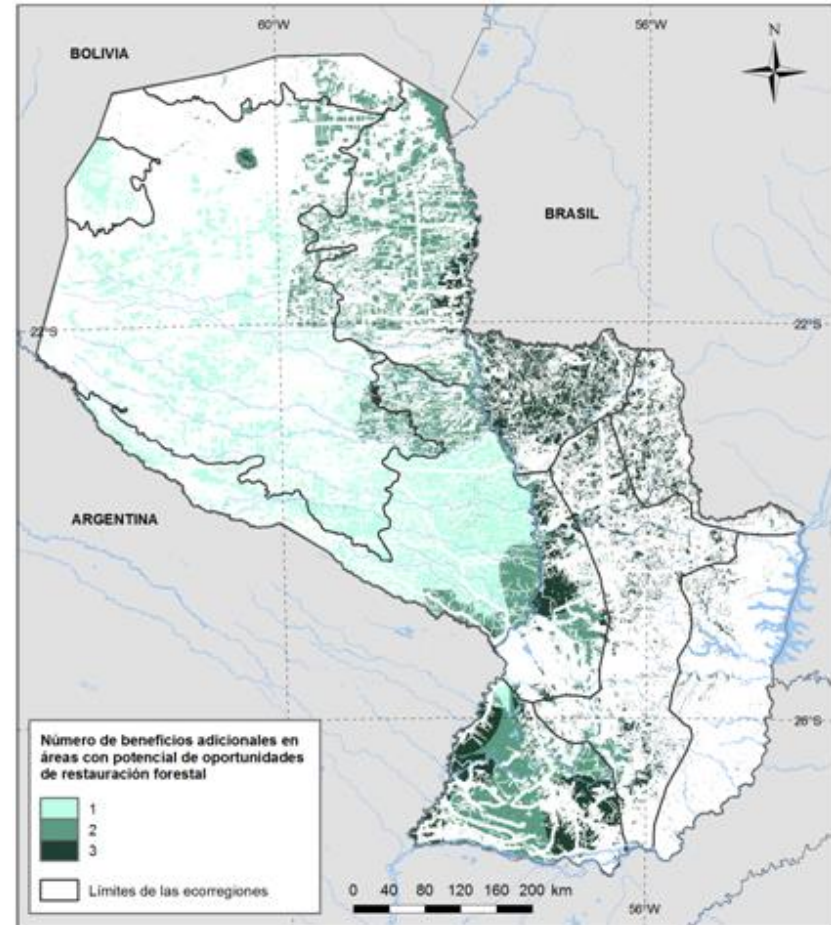 60°W
56°W
BOLIVIA
N
BRASIL
22°S
22°S
ARGENTINA
26°S
Número de beneficios adicionales en
áreas con potencial de oportunidades
de restauración forestal
1
2
3
Límites de las ecorregiones
0 40 80 120 160 200 km
56°W